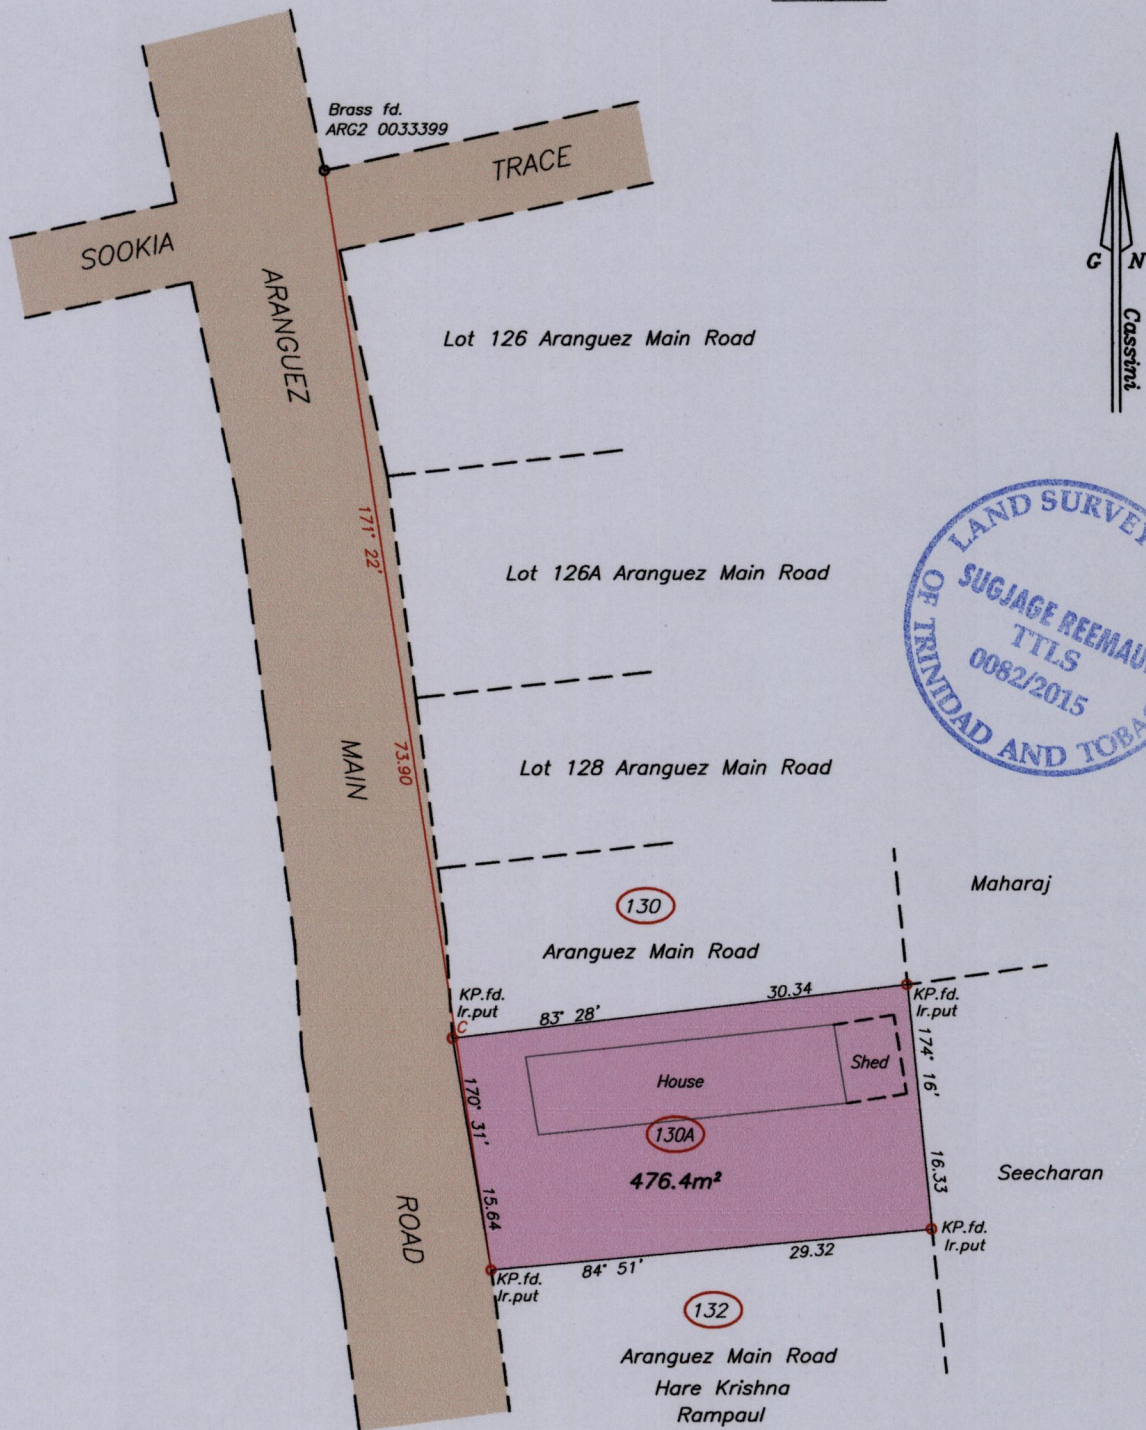 Brass fd.
ARG2 0033399
TRACE
SOOKIA
ARANGUEZ
G N
Cassini
Lot 126 Aranguez Main Road
171° 22'
Lot 126A Aranguez Main Road
LAND SURVEY
OF TRINIDAD AND TOBA
SUGJAGE REEMAU
TTLS
0082/2015
MAIN
73.90
Lot 128 Aranguez Main Road
Maharaj
130
Aranguez Main Road
KP.fd.
Ir.put
C
83° 28'
30.34
KP.fd.
Ir.put
174° 16'
House
Shed
170° 31'
130A
476.4m²
16.33
Seecharan
15.64
ROAD
KP.fd.
Ir.put
29.32
84° 51'
KP.fd.
Ir.put
132
Aranguez Main Road
Hare Krishna
Rampaul